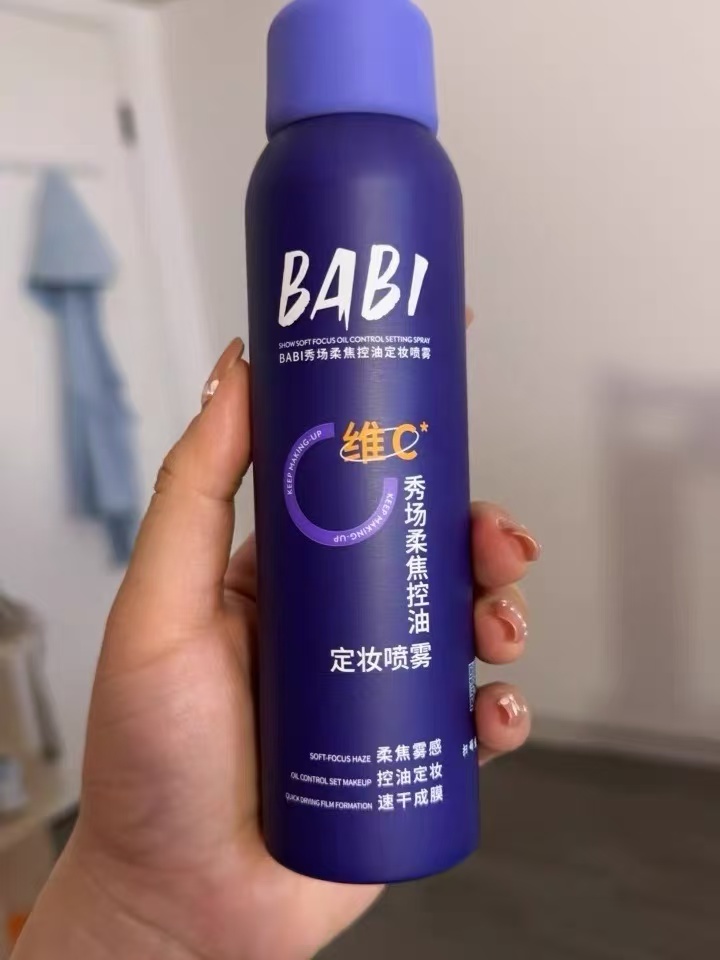 BABI
SHOW SOFT FOCUS OIL CONTROL SETTING SPRAY
BABI秀场柔焦控油定妆喷雾
维C*
KEEP MAKING-UP
KEEP MAKING-UP
秀场柔焦控油
定妆喷雾
SOFT-FOCUS HAZE 柔焦雾感
OIL CONTROL SET MAKEUP 控油定妆
QUICK DRYING FILM FORMATION 速干成膜